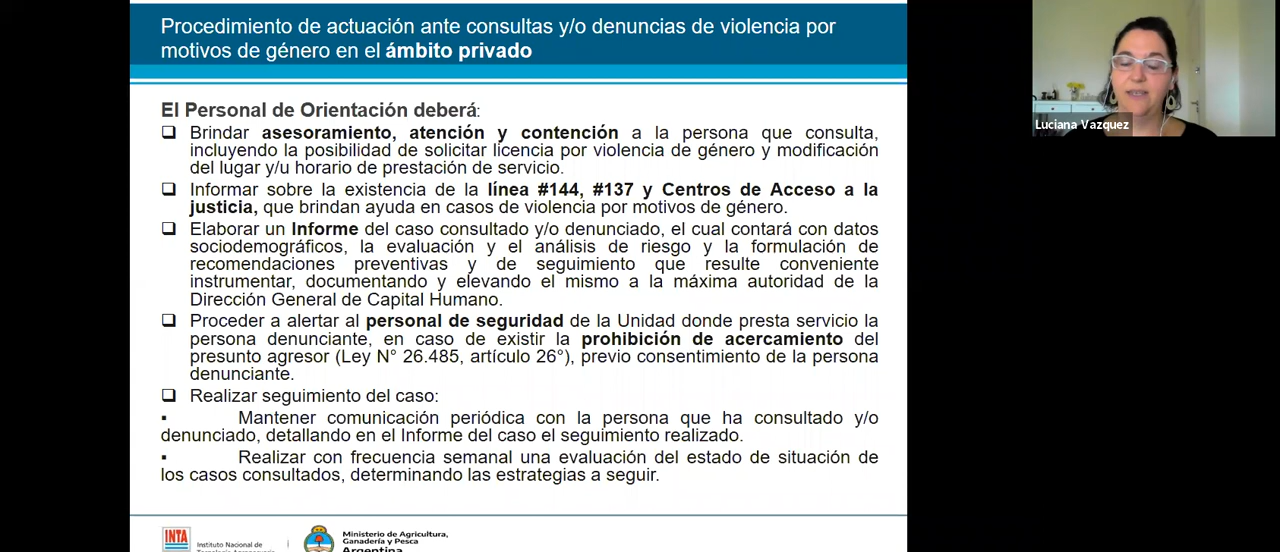 Procedimiento de actuación ante consultas y/o denuncias de violencia por
motivos de género en el ámbito privado
Luciana Vazquez
El Personal de Orientación deberá:
❑ Brindar asesoramiento, atención y contención a la persona que consulta,
incluyendo la posibilidad de solicitar licencia por violencia de género y modificación
del lugar y/u horario de prestación de servicio.
❑ Informar sobre la existencia de la línea #144, #137 y Centros de Acceso a la
justicia, que brindan ayuda en casos de violencia por motivos de género.
❑ Elaborar un Informe del caso consultado y/o denunciado, el cual contará con datos
sociodemográficos, la evaluación y el análisis de riesgo y la formulación de
recomendaciones preventivas y de seguimiento que resulte conveniente
instrumentar, documentando y elevando el mismo a la máxima autoridad de la
Dirección General de Capital Humano.
❑ Proceder a alertar al personal de seguridad de la Unidad donde presta servicio la
persona denunciante, en caso de existir la prohibición de acercamiento del
presunto agresor (Ley N° 26.485, artículo 26°), previo consentimiento de la persona
denunciante.
❑ Realizar seguimiento del caso:
▪ Mantener comunicación periódica con la persona que ha consultado y/o
denunciado, detallando en el Informe del caso el seguimiento realizado.
▪ Realizar con frecuencia semanal una evaluación del estado de situación de
los casos consultados, determinando las estrategias a seguir.
INTA
Instituto Nacional de
Ministerio de Agricultura,
Ganadería y Pesca
Argentina